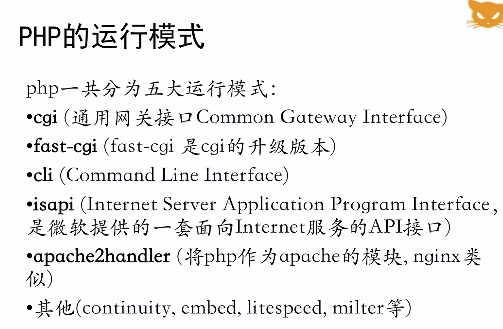 PHP的运行模式
php一共分为五大运行模式:
•cgi (通用网关接口Common Gateway Interface)
•fast-cgi (fast-cgi 是cgi的升级版本)
•cli (Command Line Interface)
•isapi (Internet Server Application Program Interface,
是微软提供的一套面向Internet服务的API接口)
•apache2handler (将php作为apache的模块, nginx类
似)
•其他(continuity, embed, litespeed, milter等)